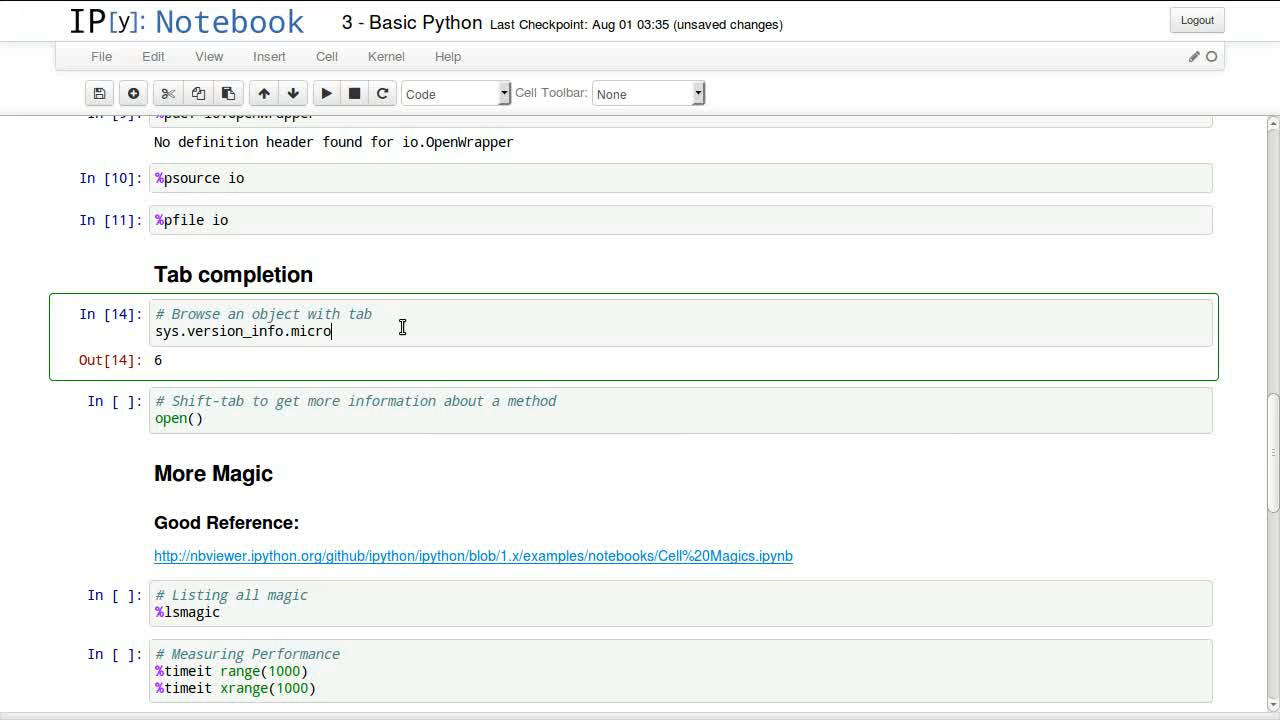 IP[y]: Notebook 3 - Basic Python Last Checkpoint: Aug 01 03:35 (unsaved changes) Logout
File Edit View Insert Cell Kernel Help
Code Cell Toolbar: None
In [9]: %pdef io.OpenWrapper
No definition header found for io.OpenWrapper
In [10]: %psource io
In [11]: %pfile io
Tab completion
In [14]: # Browse an object with tab
sys.version_info.micro
Out[14]: 6
In [ ]: # Shift-tab to get more information about a method
open()
More Magic
Good Reference:
http://nbviewer.ipython.org/github/ipython/ipython/blob/1.x/examples/notebooks/Cell%20Magics.ipynb
In [ ]: # Listing all magic
%lsmagic
In [ ]: # Measuring Performance
%timeit range(1000)
%timeit xrange(1000)